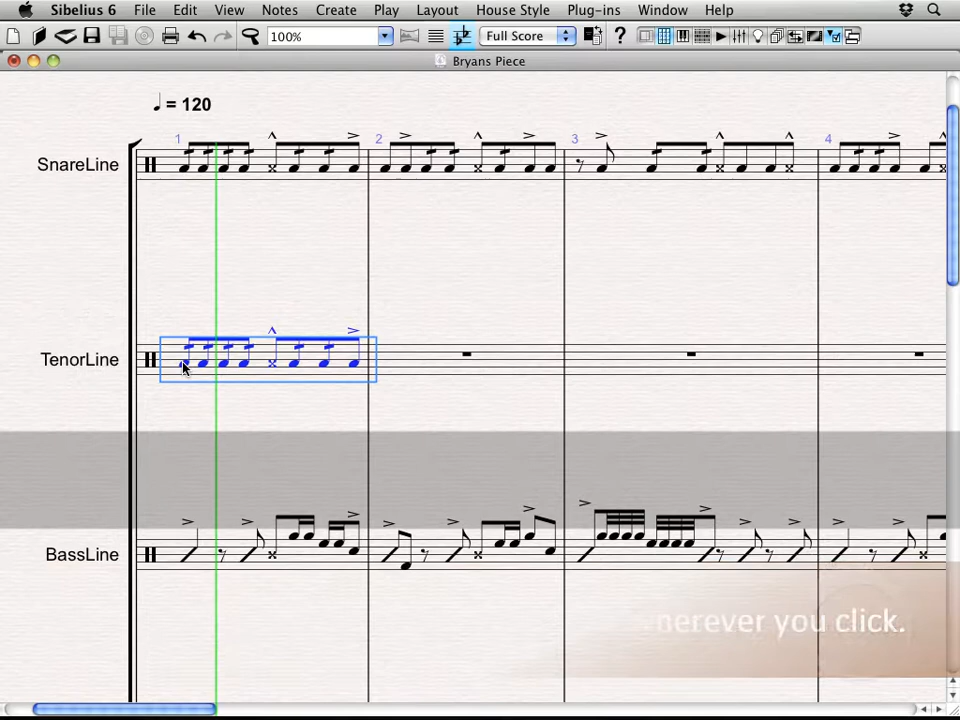 Sibelius 6 File Edit View Notes Create Play Layout House Style Plug-ins Window Help
100% Full Score
Bryans Piece
= 120
1 2 3 4
SnareLine
TenorLine
BassLine
you click.